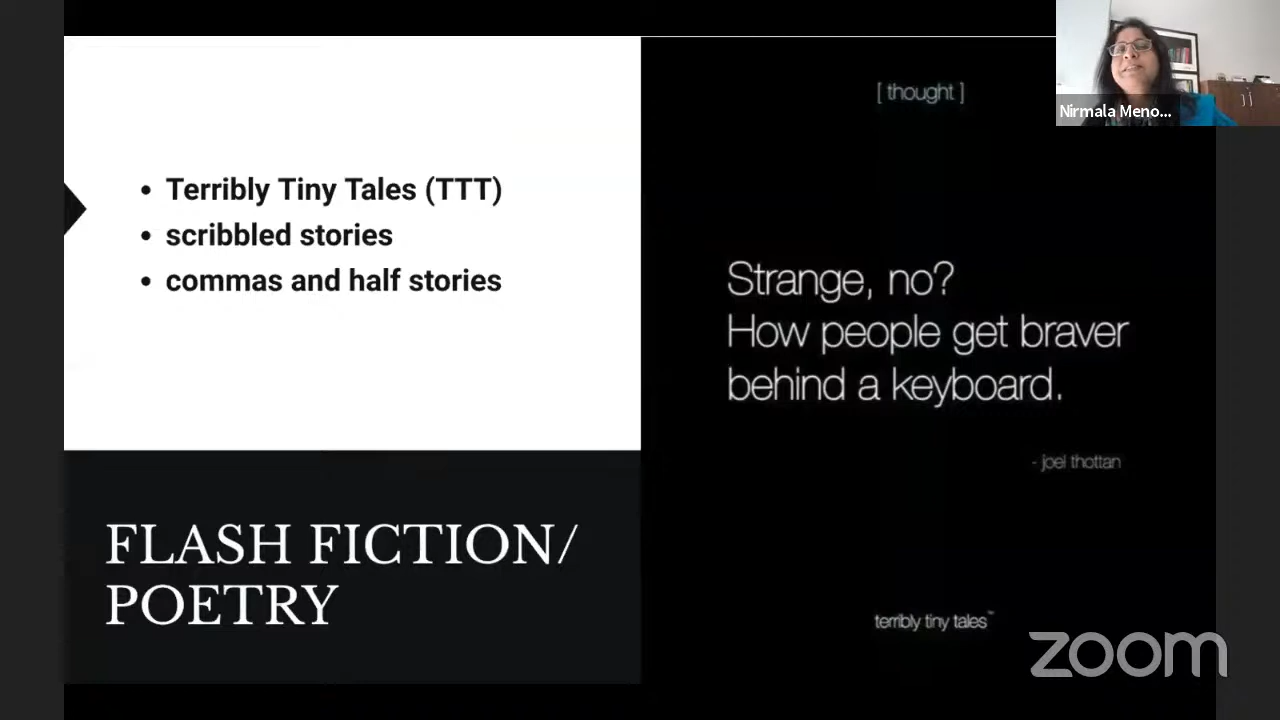 Terribly Tiny Tales (TTT)
scribbled stories
commas and half stories
FLASH FICTION/
POETRY
[ thought ]
Strange, no?
How people get braver
behind a keyboard.
- joel thottan
terribly tiny tales™
Nirmala Meno...
zoom